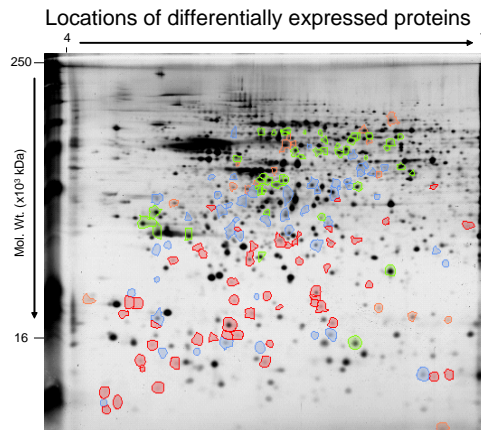 Locations of differentially expressed proteins
4
250
Mol. Wt. (x10³ kDa)
16